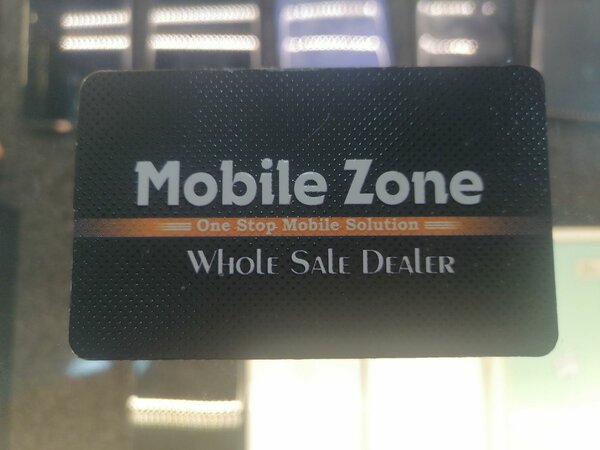 Mobile Zone
One Stop Mobile Solution
Whole Sale Dealer